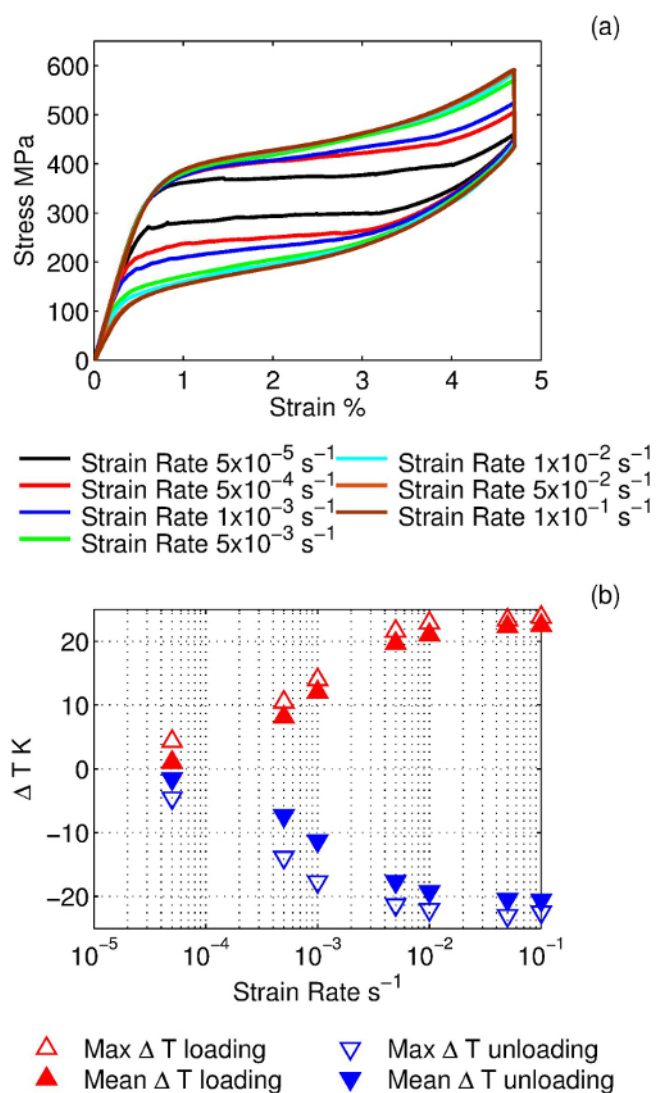 (a)
600
500
400
300
200
100
0
Stress MPa
0 1 2 3 4 5
Strain %
Strain Rate 5x10⁻⁵ s⁻¹
Strain Rate 5x10⁻⁴ s⁻¹
Strain Rate 1x10⁻³ s⁻¹
Strain Rate 5x10⁻³ s⁻¹
Strain Rate 1x10⁻² s⁻¹
Strain Rate 5x10⁻² s⁻¹
Strain Rate 1x10⁻¹ s⁻¹
(b)
20
10
0
−10
−20
Δ T K
10⁻⁵ 10⁻⁴ 10⁻³ 10⁻² 10⁻¹
Strain Rate s⁻¹
Max Δ T loading
Mean Δ T loading
Max Δ T unloading
Mean Δ T unloading